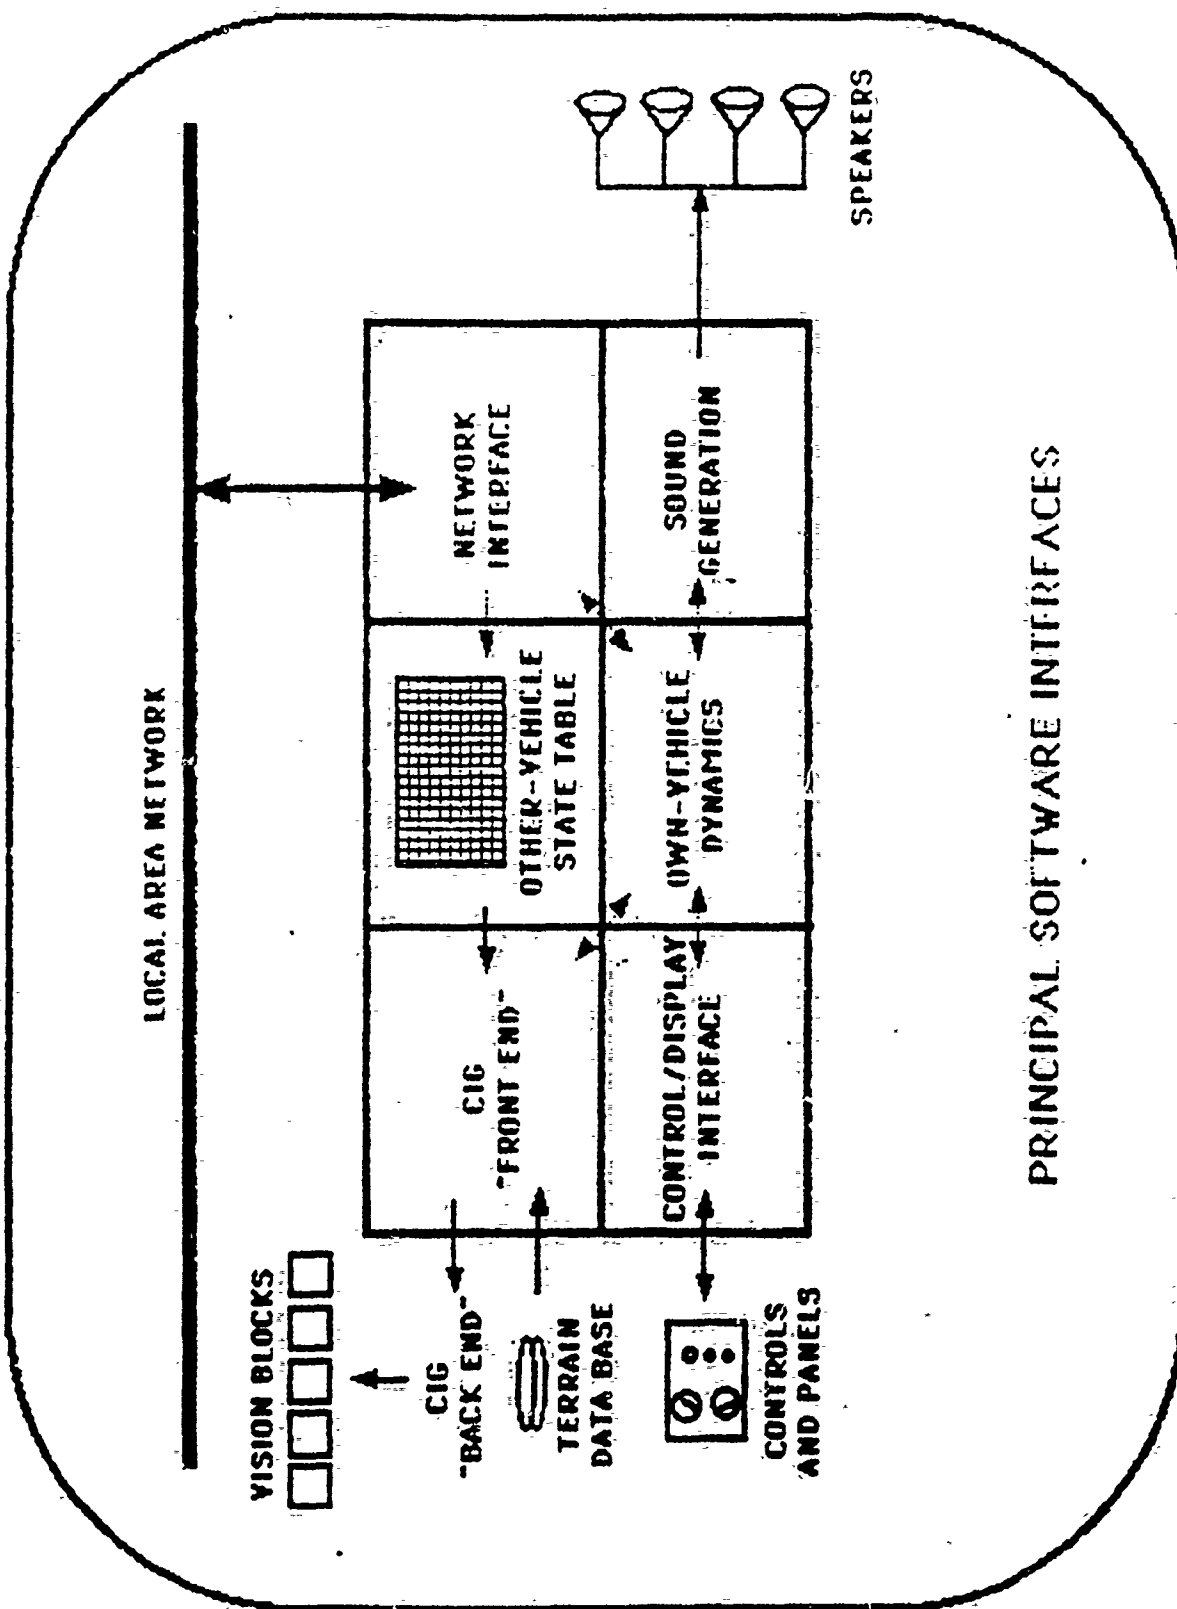 LOCAL AREA NETWORK
VISION BLOCKS
CIG
"BACK END"
TERRAIN
DATA BASE
CONTROLS
AND PANELS
CIG
"FRONT END"
OTHER-VEHICLE
STATE TABLE
NETWORK
INTERFACE
CONTROL/DISPLAY
INTERFACE
OWN-VEHICLE
DYNAMICS
SOUND
GENERATION
SPEAKERS
PRINCIPAL SOFTWARE INTERFACES